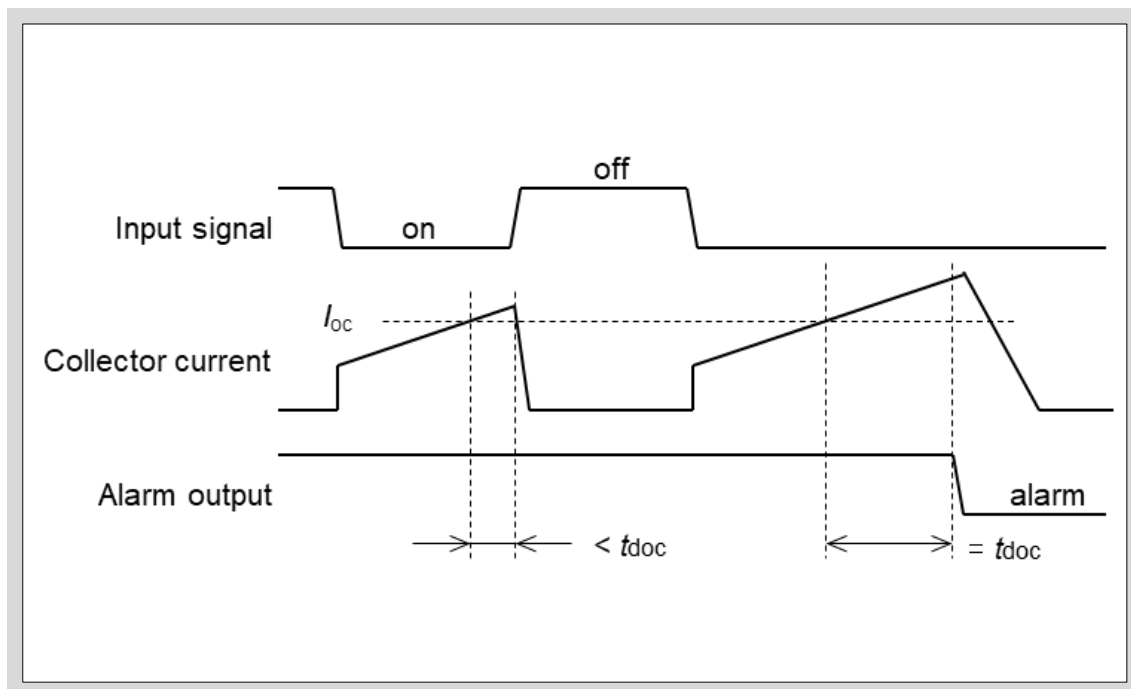 off
Input signal
on
Ioc
Collector current
Alarm output
alarm
< tdoc
= tdoc